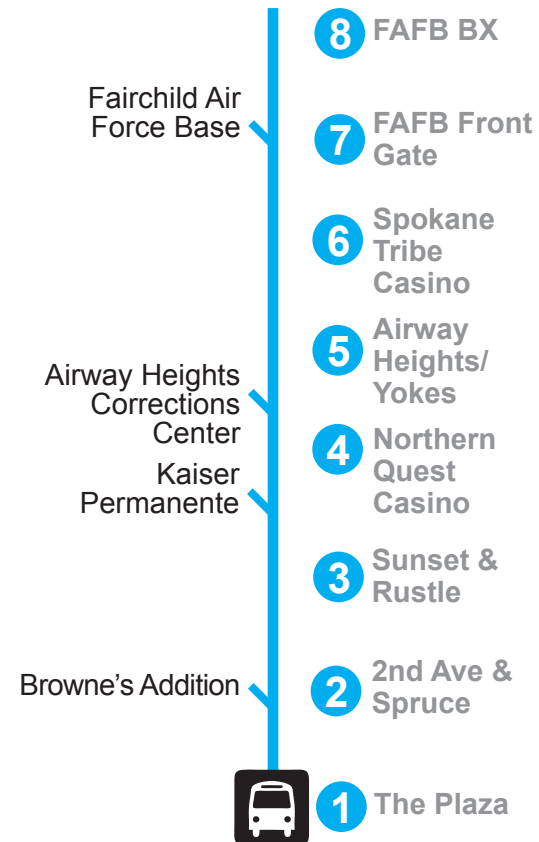 8 FAFB BX
Fairchild Air
Force Base
7 FAFB Front
Gate
6 Spokane
Tribe
Casino
5 Airway
Heights/
Yokes
Airway Heights
Corrections
Center
4 Northern
Quest
Casino
Kaiser
Permanente
3 Sunset &
Rustle
2 2nd Ave &
Spruce
Browne's Addition
1 The Plaza